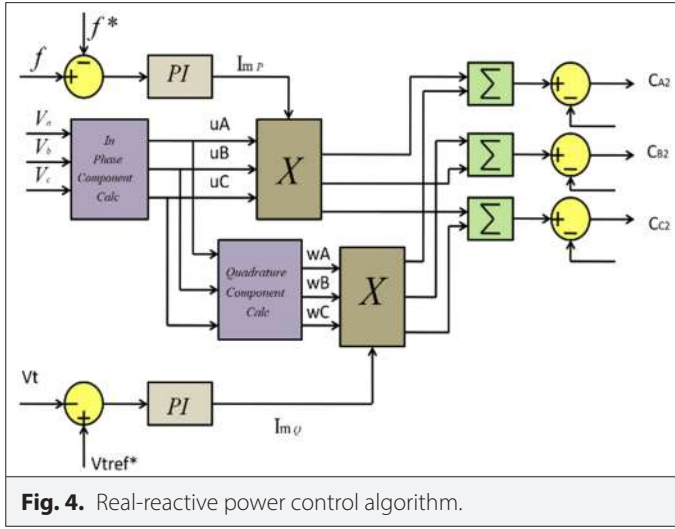 f*
f
PI
Im P
Va
Vb
Vc
In
Phase
Component
Calc
uA
uB
uC
X
Σ
Σ
Σ
CA2
CB2
CC2
Quadrature
Component
Calc
wA
wB
wC
X
Vt
PI
Im Q
Vtref*
Fig. 4. Real-reactive power control algorithm.